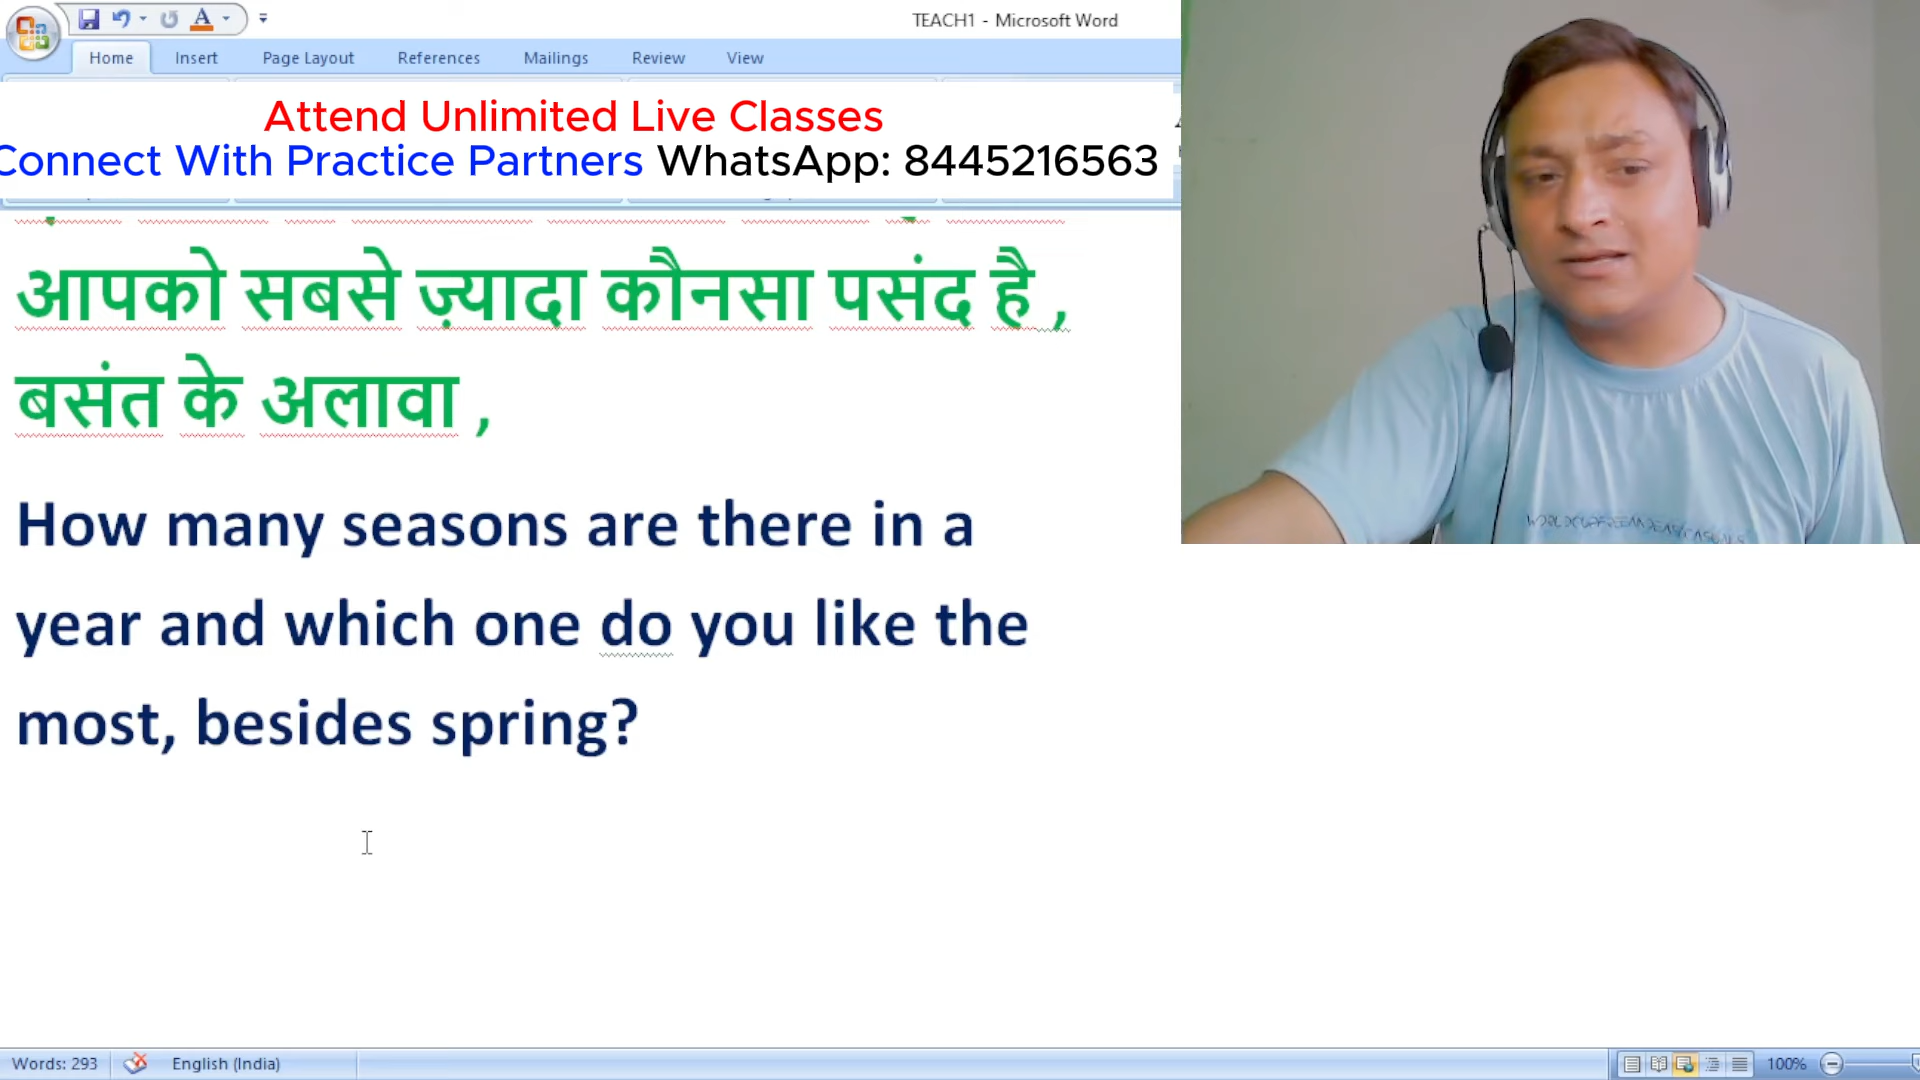 TEACH1 - Microsoft Word
Home Insert Page Layout References Mailings Review View
Attend Unlimited Live Classes
Connect With Practice Partners WhatsApp: 8445216563
आपको सबसे ज़्यादा कौनसा पसंद है ,
बसंत के अलावा ,
How many seasons are there in a
year and which one do you like the
most, besides spring?
Words: 293 English (India) 100%